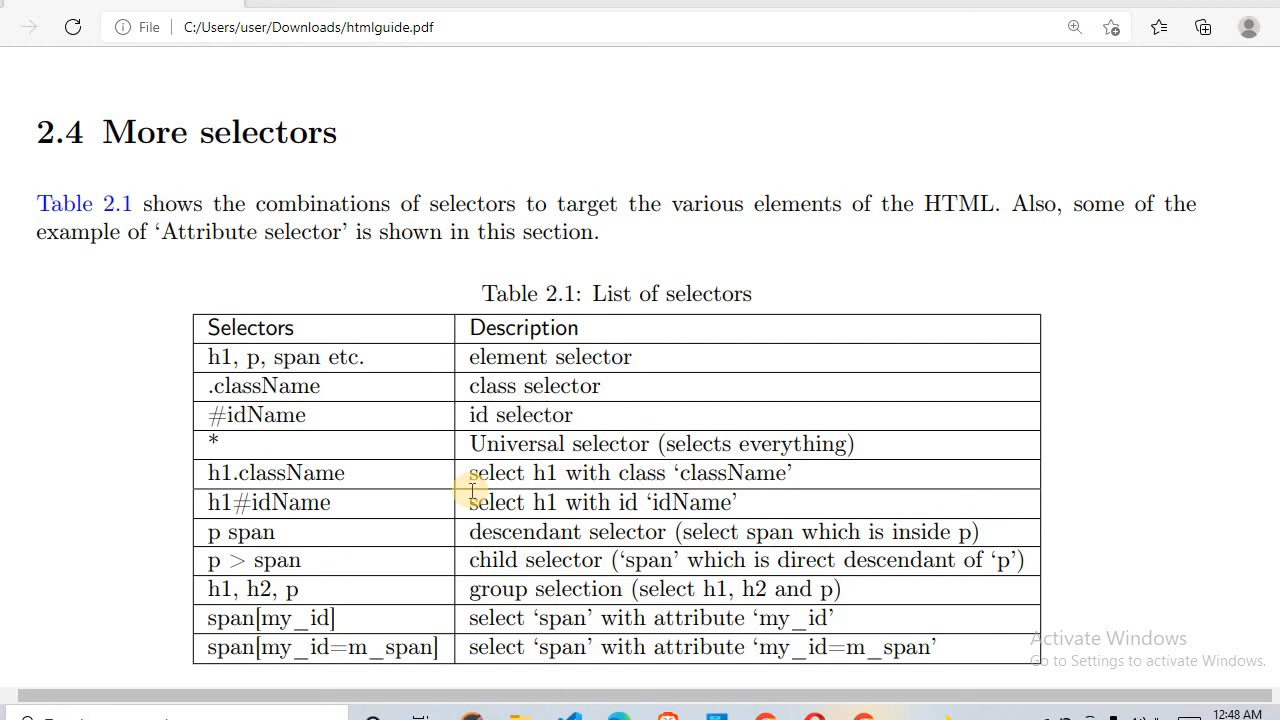 File C:/Users/user/Downloads/htmlguide.pdf
2.4 More selectors
Table 2.1 shows the combinations of selectors to target the various elements of the HTML. Also, some of the
example of ‘Attribute selector’ is shown in this section.
Table 2.1: List of selectors
Selectors Description
h1, p, span etc. element selector
.className class selector
#idName id selector
* Universal selector (selects everything)
h1.className select h1 with class ‘className’
h1#idName select h1 with id ‘idName’
p span descendant selector (select span which is inside p)
p > span child selector (‘span’ which is direct descendant of ‘p’)
h1, h2, p group selection (select h1, h2 and p)
span[my_id] select ‘span’ with attribute ‘my_id’
span[my_id=m_span] select ‘span’ with attribute ‘my_id=m_span’
Activate Windows
Go to Settings to activate Windows.
12:48 AM